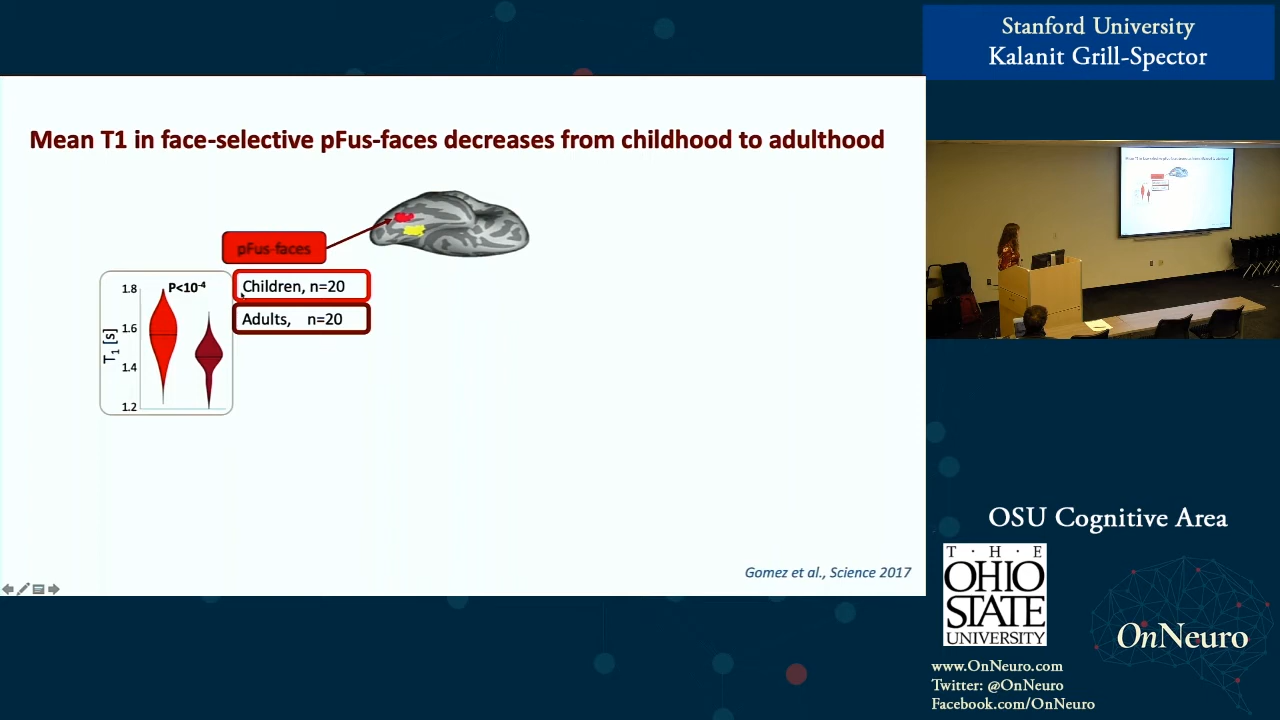 Stanford University
Kalanit Grill-Spector
Mean T1 in face-selective pFus-faces decreases from childhood to adulthood
pFus-faces
Children, n=20
Adults, n=20
P<10⁻⁴
1.8
1.6
1.4
1.2
T₁ [s]
Gomez et al., Science 2017
OSU Cognitive Area
T · H · E
OHIO
STATE
UNIVERSITY
OnNeuro
www.OnNeuro.com
Twitter: @OnNeuro
Facebook.com/OnNeuro